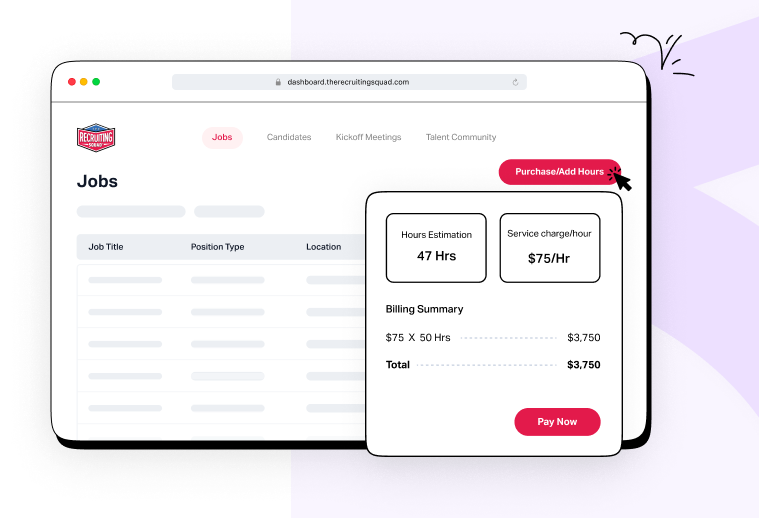 dashboard.therecruitingsquad.com
RECRUITING
SQUAD
Jobs Candidates Kickoff Meetings Talent Community
Purchase/Add Hours
Jobs
Job Title Position Type Location
Hours Estimation
47 Hrs
Service charge/hour
$75/Hr
Billing Summary
$75 X 50 Hrs $3,750
Total $3,750
Pay Now